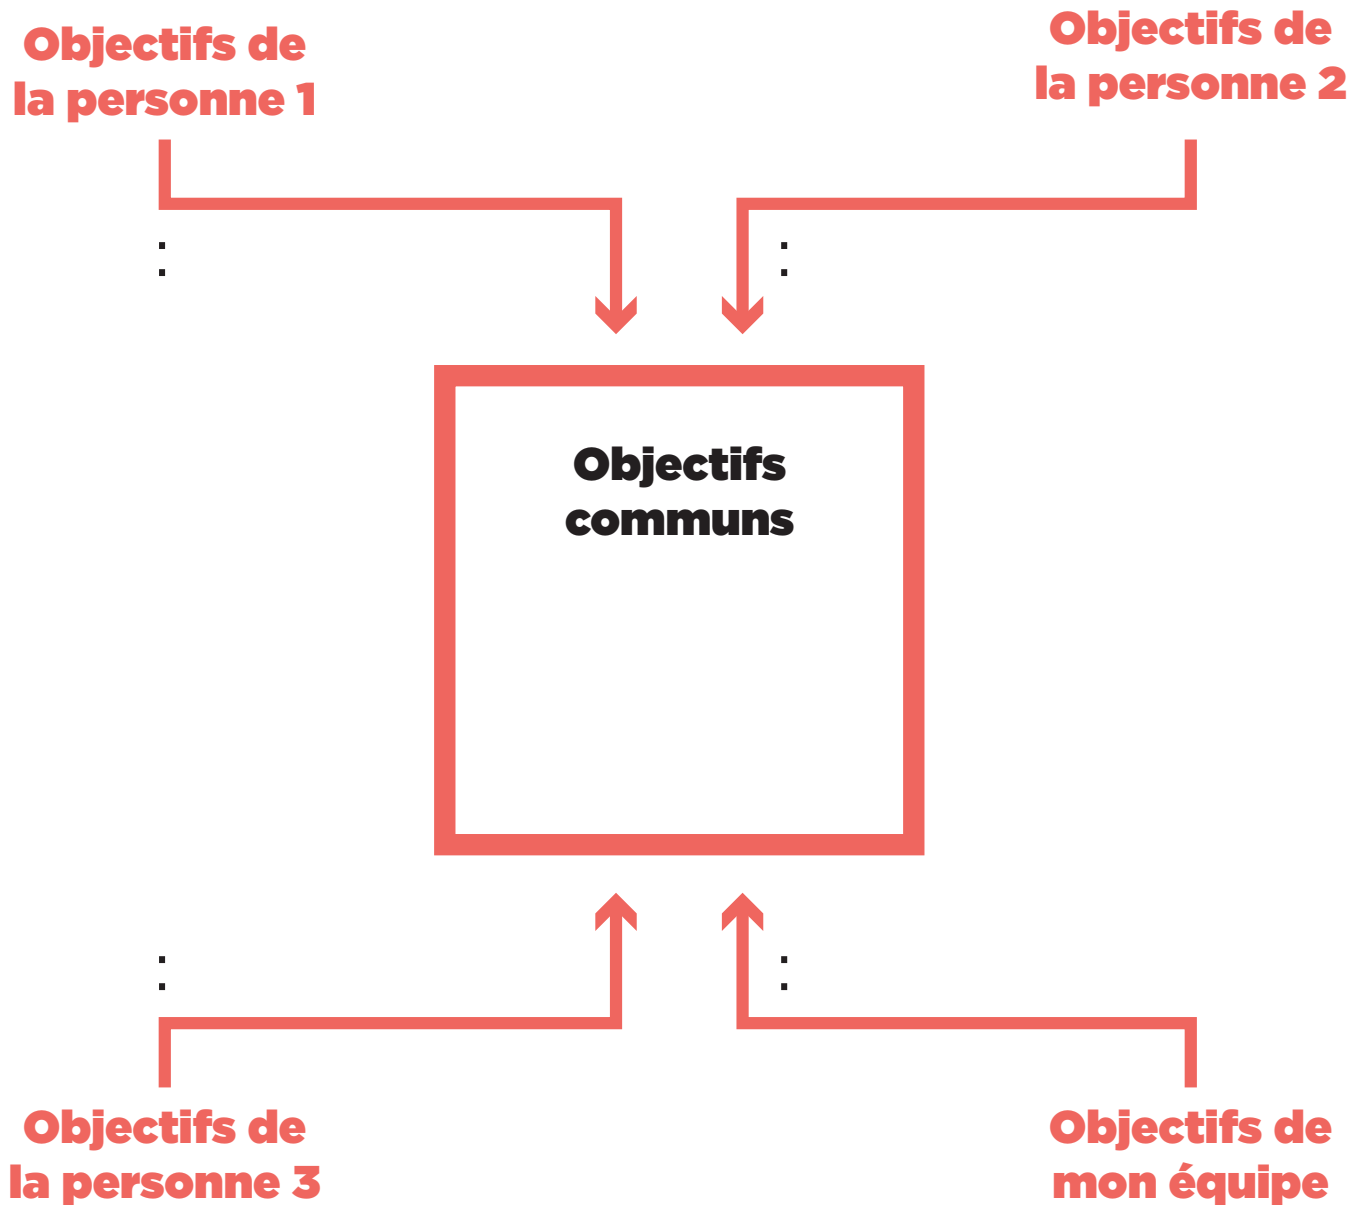 Objectifs de
la personne 1
Objectifs de
la personne 2
:
:
Objectifs
communs
:
:
Objectifs de
la personne 3
Objectifs de
mon équipe